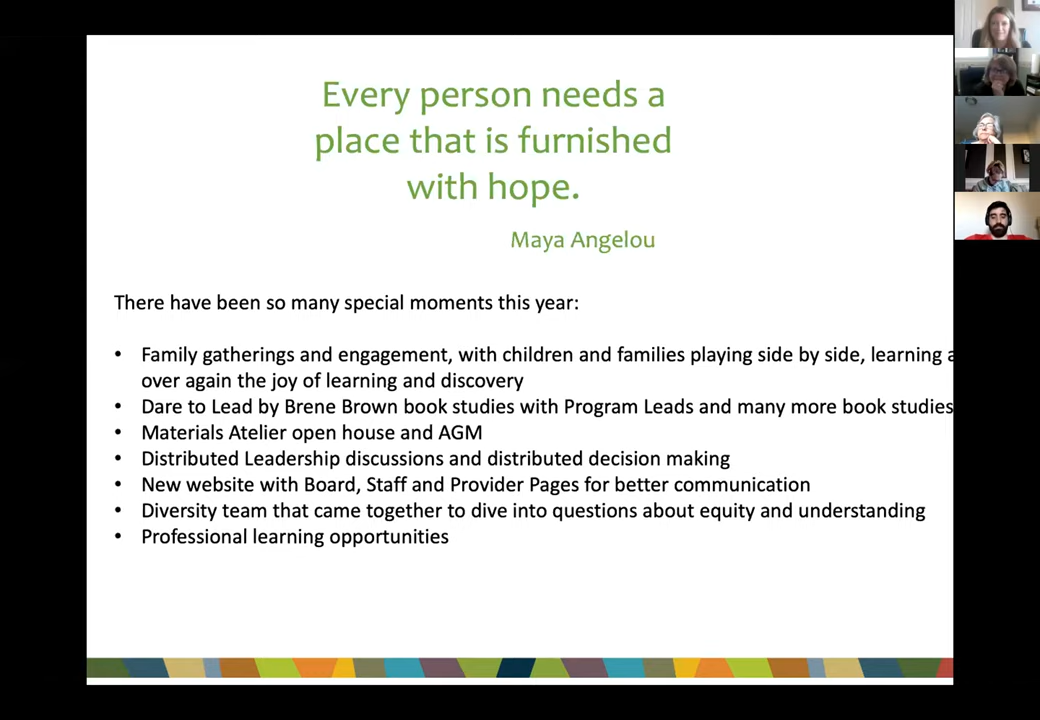 Every person needs a
place that is furnished
with hope.
Maya Angelou
There have been so many special moments this year:
• Family gatherings and engagement, with children and families playing side by side, learning
over again the joy of learning and discovery
• Dare to Lead by Brene Brown book studies with Program Leads and many more book studies
• Materials Atelier open house and AGM
• Distributed Leadership discussions and distributed decision making
• New website with Board, Staff and Provider Pages for better communication
• Diversity team that came together to dive into questions about equity and understanding
• Professional learning opportunities